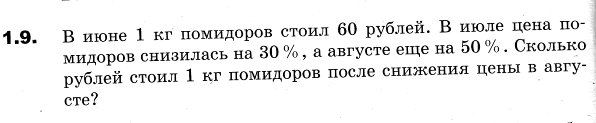 1.9. В июне 1 кг помидоров стоил 60 рублей. В июле цена по-
мидоров снизилась на 30 %, а августе еще на 50 %. Сколько
рублей стоил 1 кг помидоров после снижения цены в авгу-
сте?